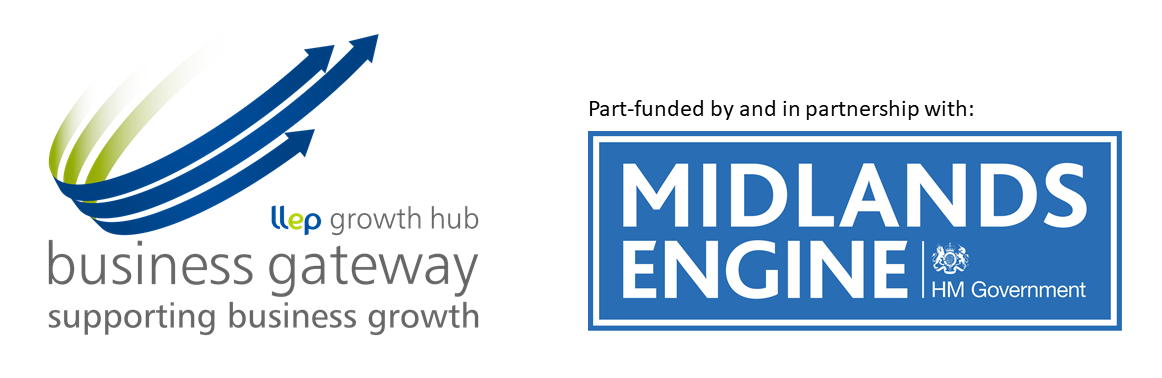 llep growth hub
business gateway
supporting business growth
Part-funded by and in partnership with:
MIDLANDS
ENGINE
HM Government